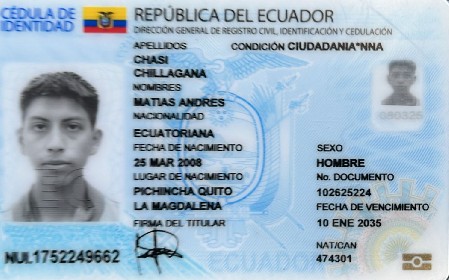 CÉDULA DE
IDENTIDAD
REPÚBLICA DEL ECUADOR
DIRECCIÓN GENERAL DE REGISTRO CIVIL, IDENTIFICACIÓN Y CEDULACIÓN
APELLIDOS
CONDICIÓN CIUDADANIA*NNA
CHASI
CHILLAGANA
NOMBRES
MATIAS ANDRES
NACIONALIDAD
ECUATORIANA
FECHA DE NACIMIENTO
SEXO
25 MAR 2008
HOMBRE
LUGAR DE NACIMIENTO
No. DOCUMENTO
PICHINCHA QUITO
102625224
LA MAGDALENA
FECHA DE VENCIMIENTO
FIRMA DEL TITULAR
10 ENE 2035
NUI.1752249662
NAT/CAN
474301